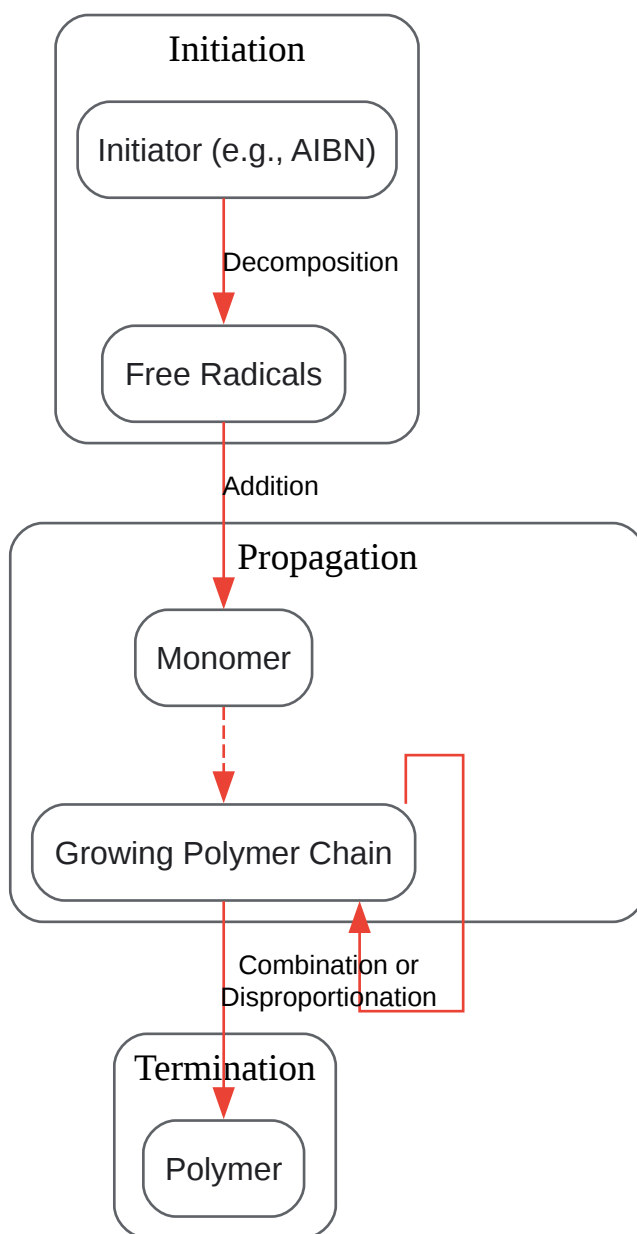 Initiation
Initiator (e.g., AIBN)
Decomposition
Free Radicals
Addition
Propagation
Monomer
Growing Polymer Chain
Combination or
Disproportionation
Termination
Polymer